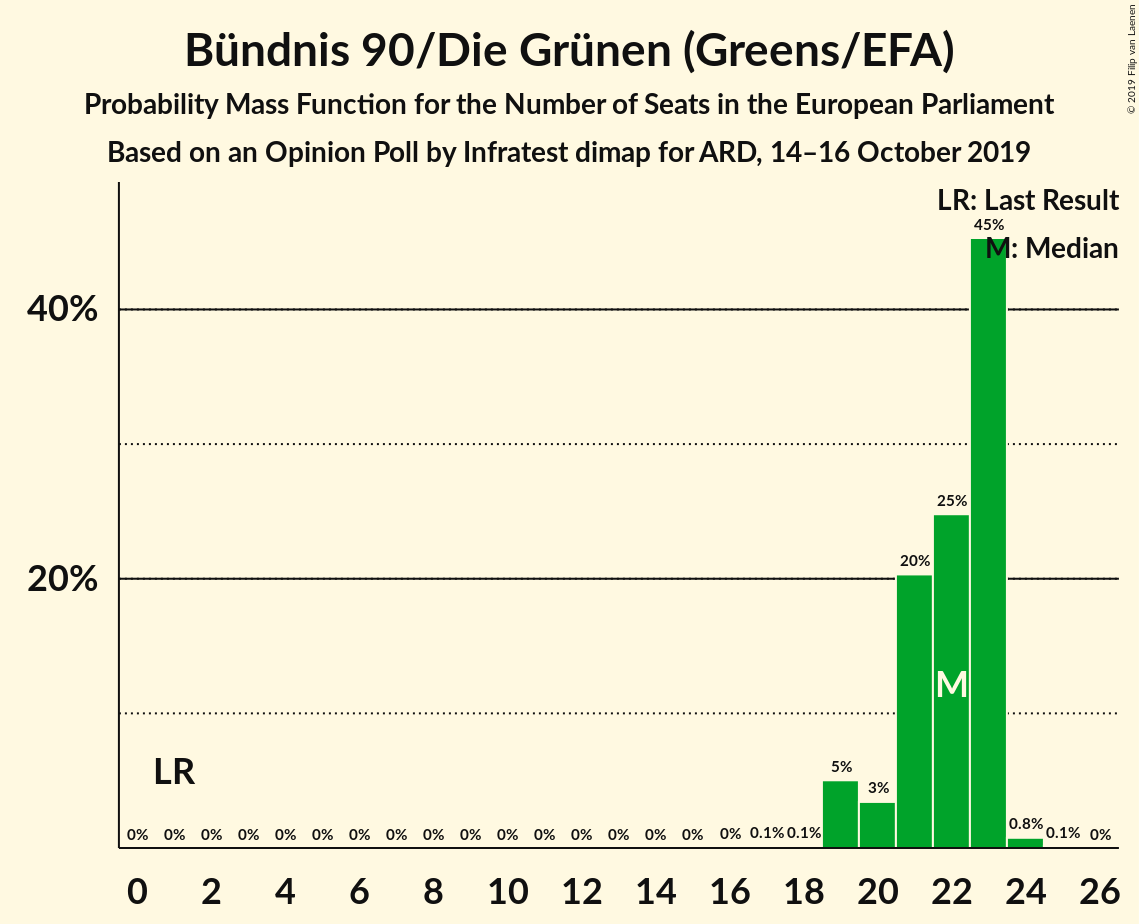 Bündnis 90/Die Grünen (Greens/EFA)
Probability Mass Function for the Number of Seats in the European Parliament
Based on an Opinion Poll by Infratest dimap for ARD, 14–16 October 2019
© 2019 Filip van Laenen
LR: Last Result
45%
M: Median
40%
25%
20%
20%
M
LR
5%
3%
0% 0% 0% 0% 0% 0% 0% 0% 0% 0% 0% 0% 0% 0% 0% 0% 0% 0.1% 0.1% 0.8% 0.1% 0%
0 2 4 6 8 10 12 14 16 18 20 22 24 26